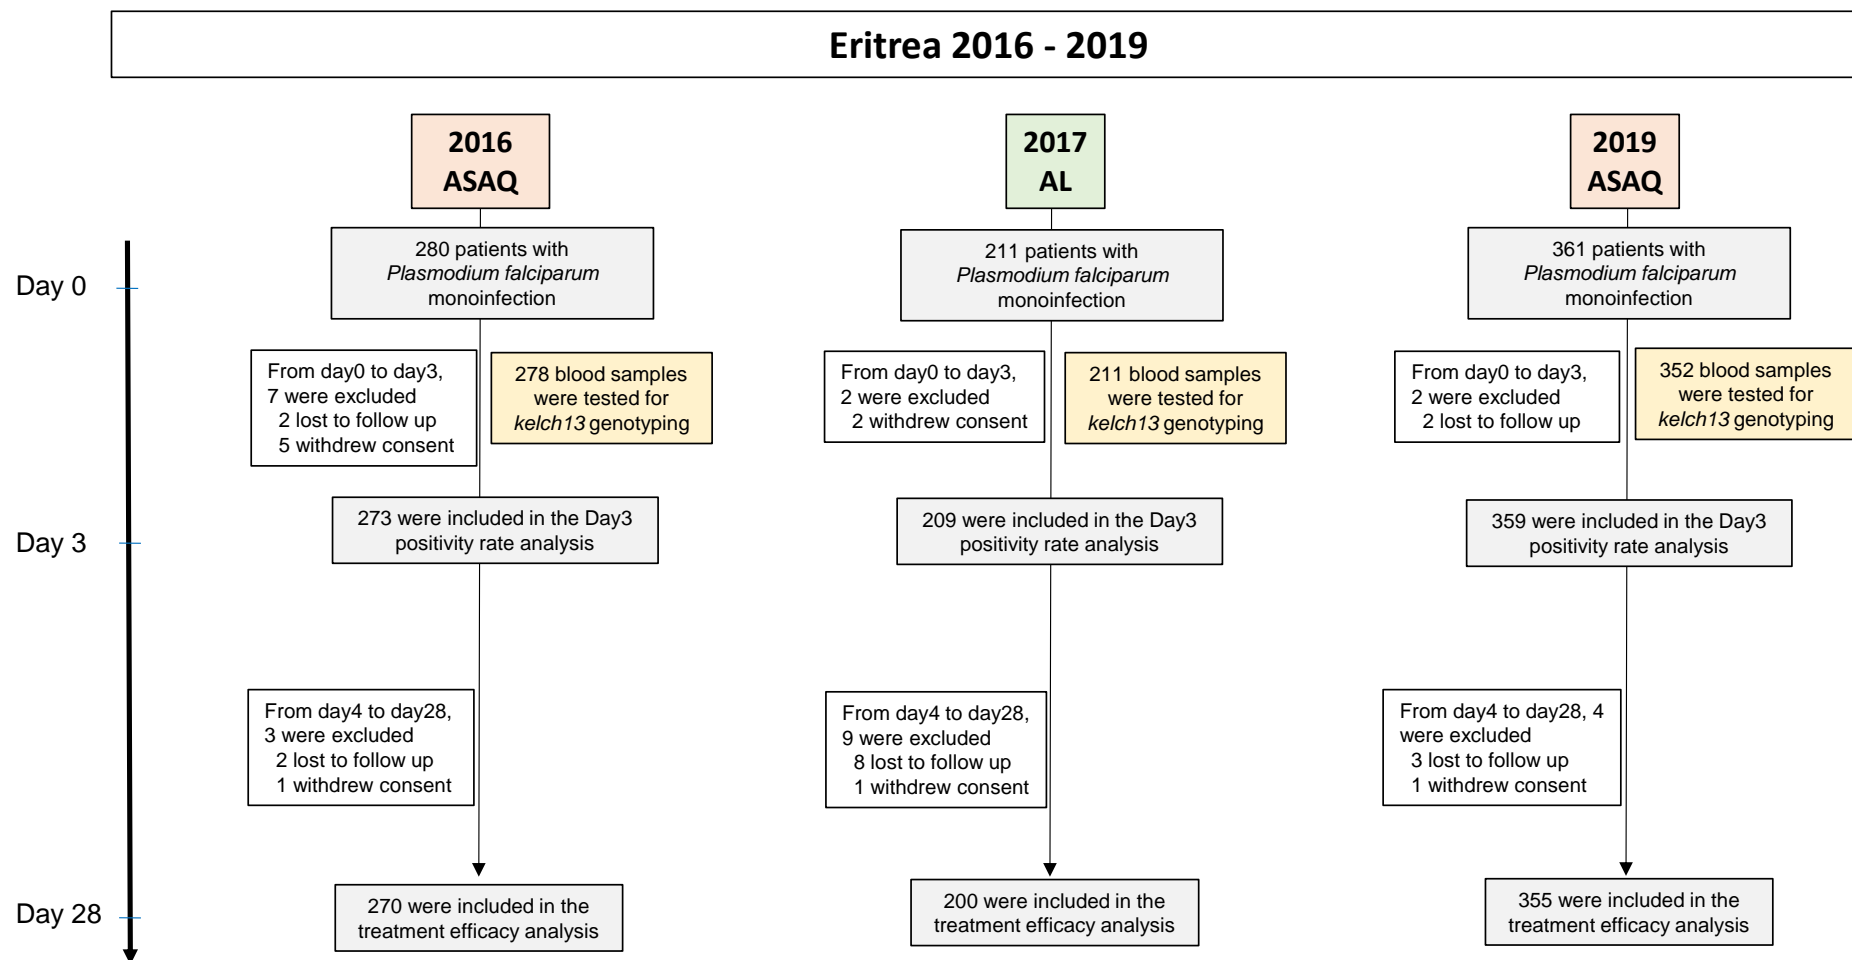 Eritrea 2016 - 2019
2016
ASAQ
2017
AL
2019
ASAQ
Day 0
280 patients with
Plasmodium falciparum
monoinfection
211 patients with
Plasmodium falciparum
monoinfection
361 patients with
Plasmodium falciparum
monoinfection
From day0 to day3,
7 were excluded
2 lost to follow up
5 withdrew consent
278 blood samples
were tested for
kelch13 genotyping
From day0 to day3,
2 were excluded
2 withdrew consent
211 blood samples
were tested for
kelch13 genotyping
From day0 to day3,
2 were excluded
2 lost to follow up
352 blood samples
were tested for
kelch13 genotyping
Day 3
273 were included in the Day3
positivity rate analysis
209 were included in the Day3
positivity rate analysis
359 were included in the Day3
positivity rate analysis
From day4 to day28,
3 were excluded
2 lost to follow up
1 withdrew consent
From day4 to day28,
9 were excluded
8 lost to follow up
1 withdrew consent
From day4 to day28, 4
were excluded
3 lost to follow up
1 withdrew consent
Day 28
270 were included in the
treatment efficacy analysis
200 were included in the
treatment efficacy analysis
355 were included in the
treatment efficacy analysis